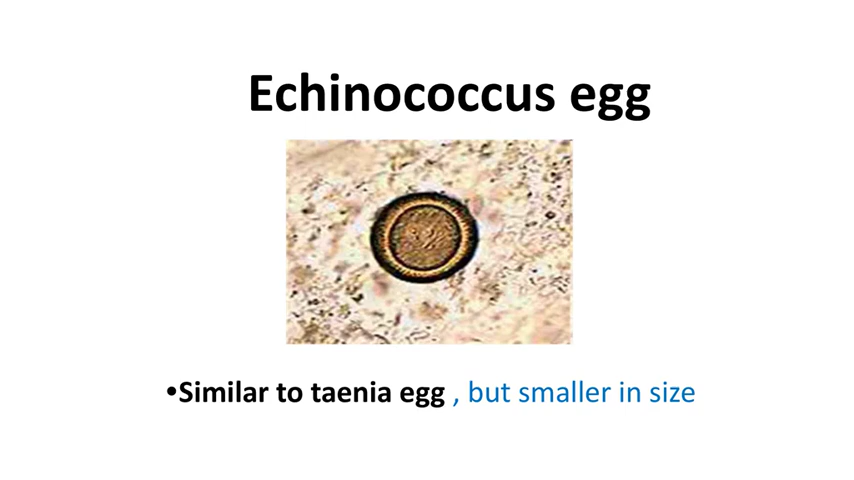 Echinococcus egg
•Similar to taenia egg , but smaller in size